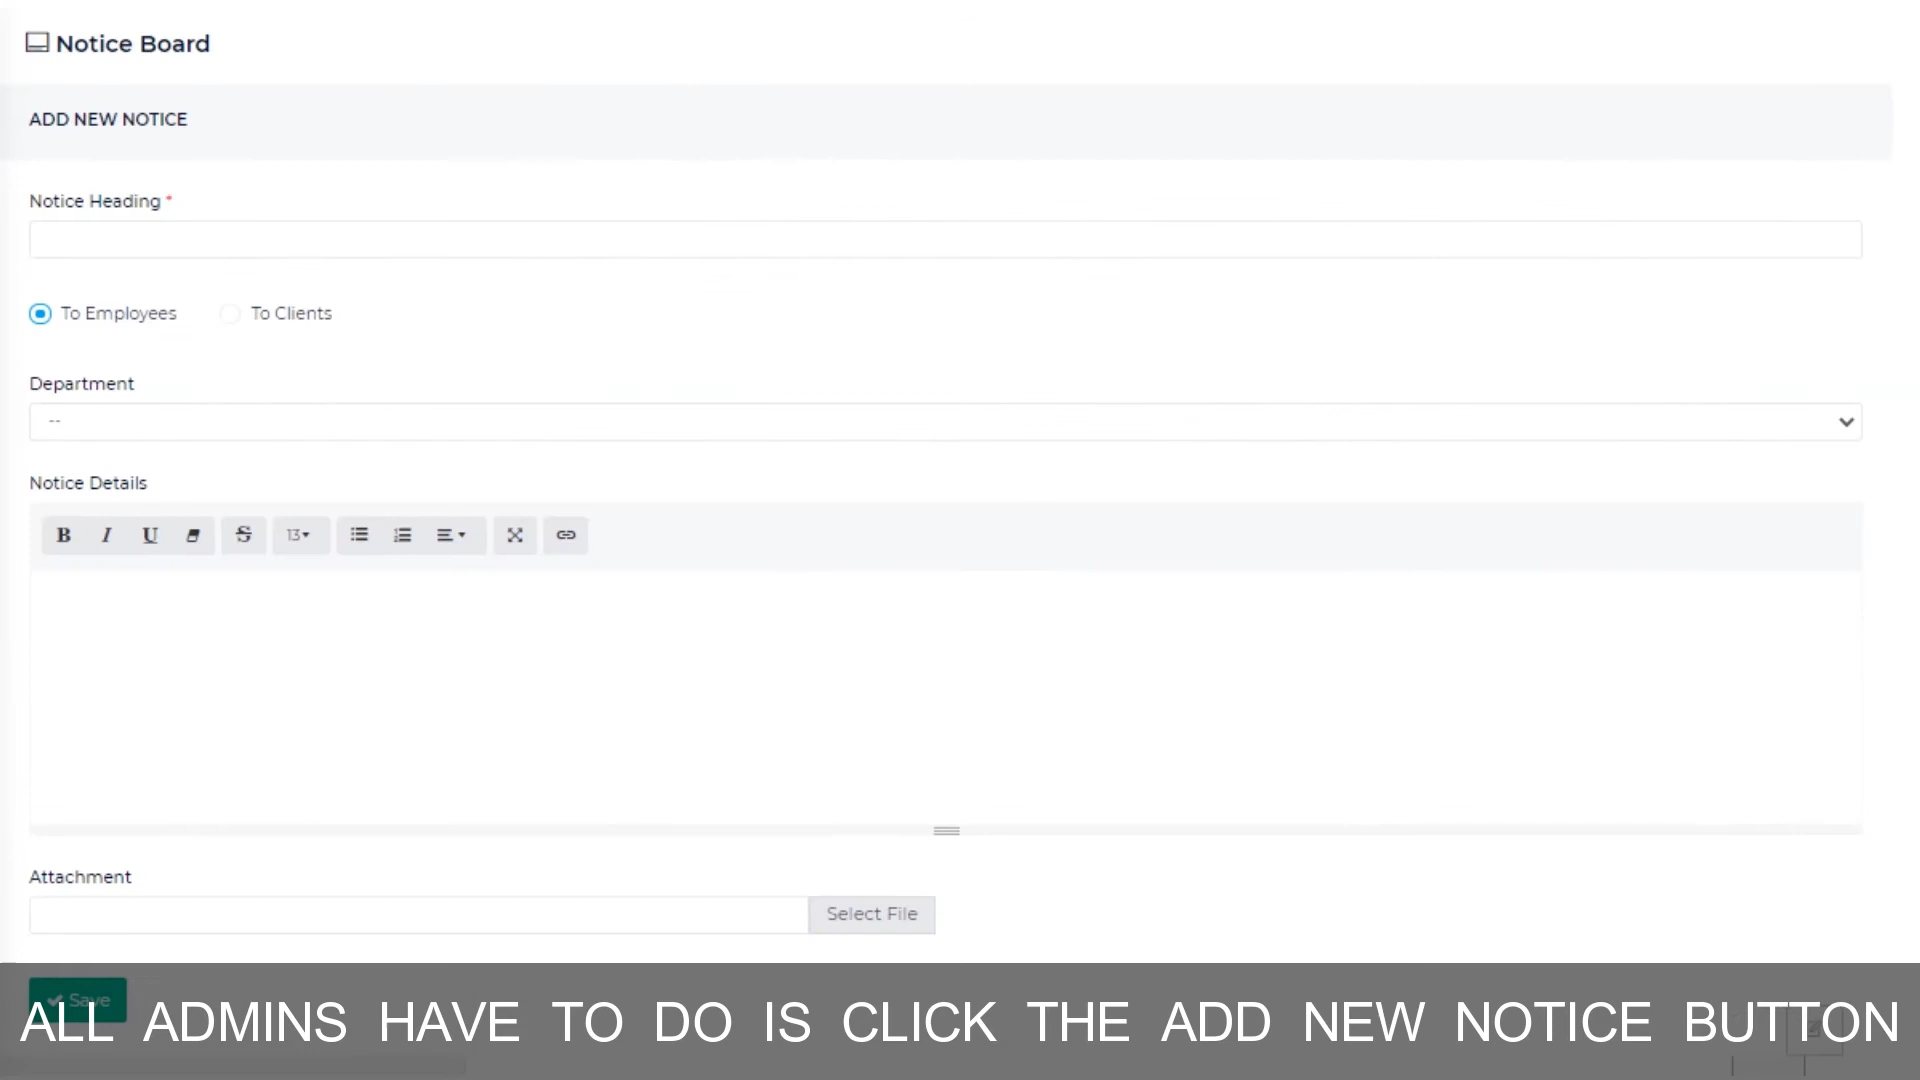 Notice Board
ADD NEW NOTICE
Notice Heading *
To Employees To Clients
Department
--
Notice Details
B I U S 13
Attachment
Select File
Save
ALL ADMINS HAVE TO DO IS CLICK THE ADD NEW NOTICE BUTTON